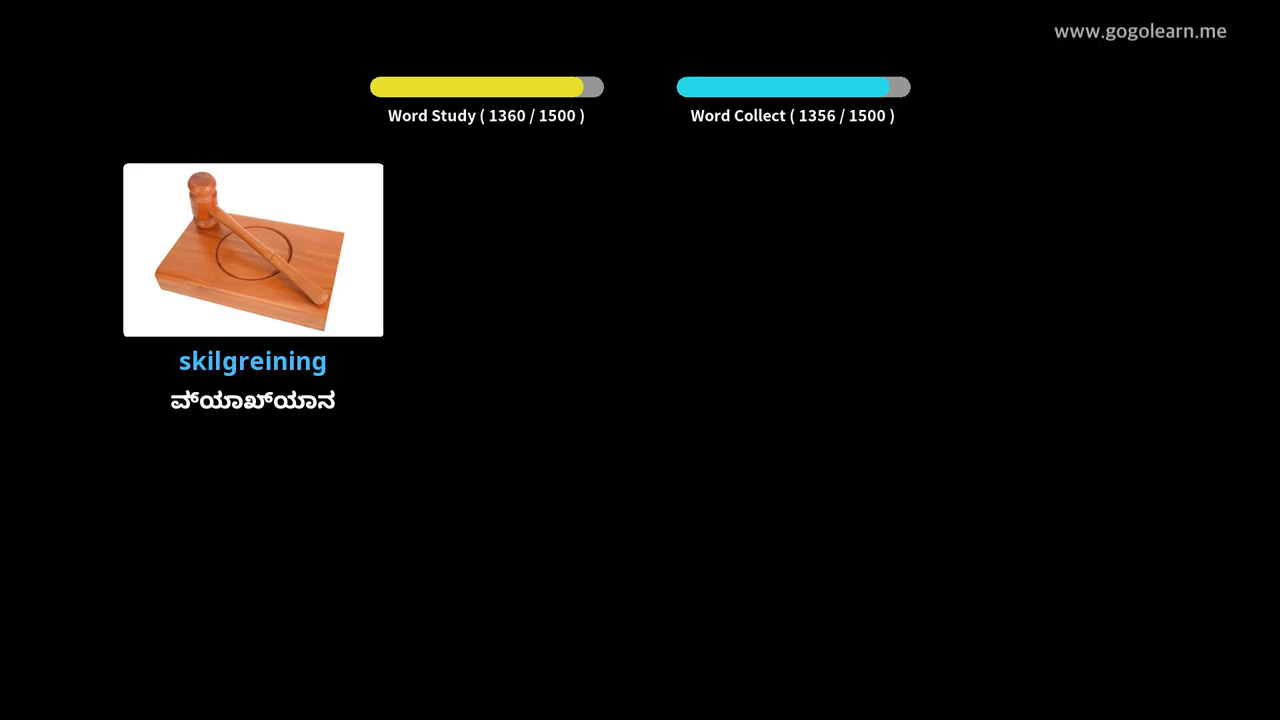 www.gogolearn.me
Word Study ( 1360 / 1500 )
Word Collect ( 1356 / 1500 )
skilgreining
ವ್ಯಾಖ್ಯಾನ